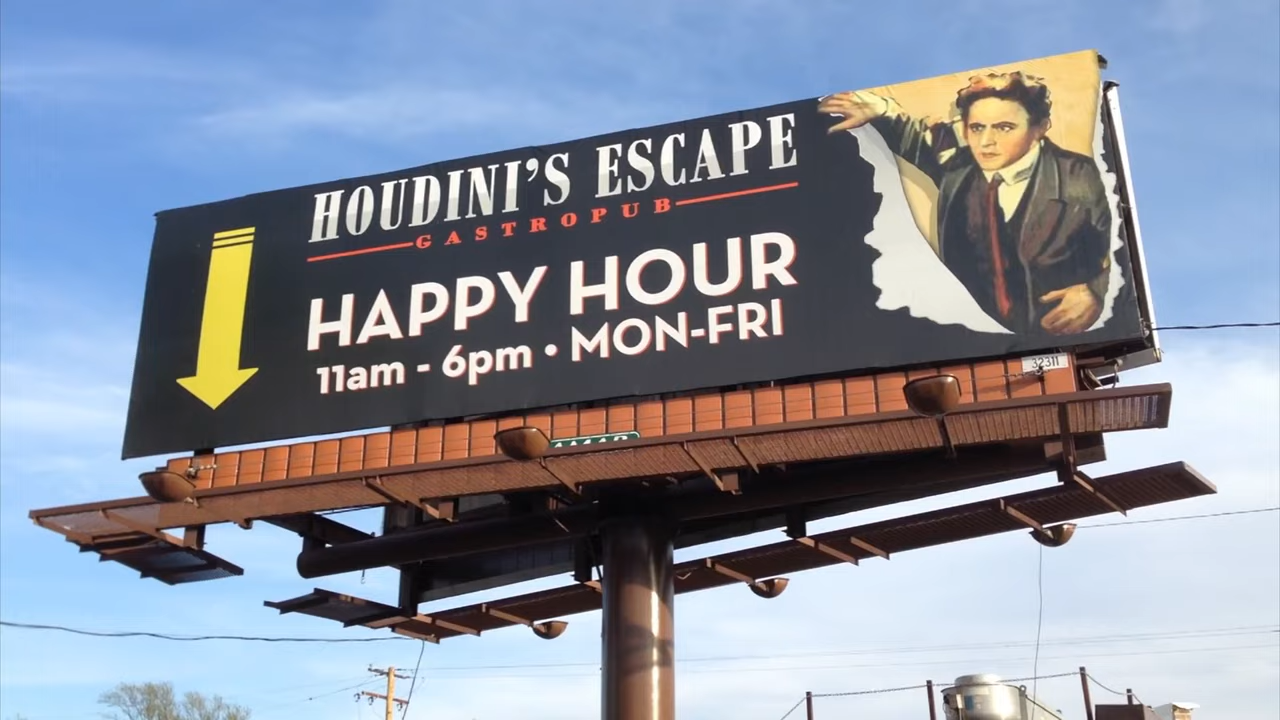 HOUDINI'S ESCAPE
GASTROPUB
HAPPY HOUR
11am - 6pm • MON-FRI
32311